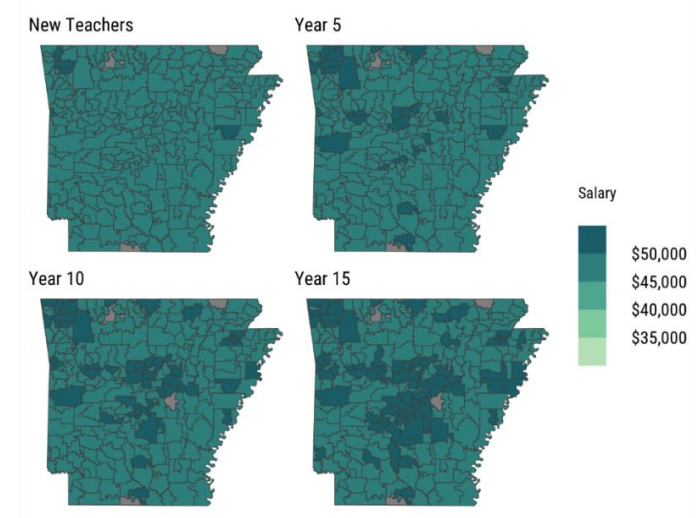 New Teachers
Year 5
Salary
$50,000
$45,000
$40,000
$35,000
Year 10
Year 15